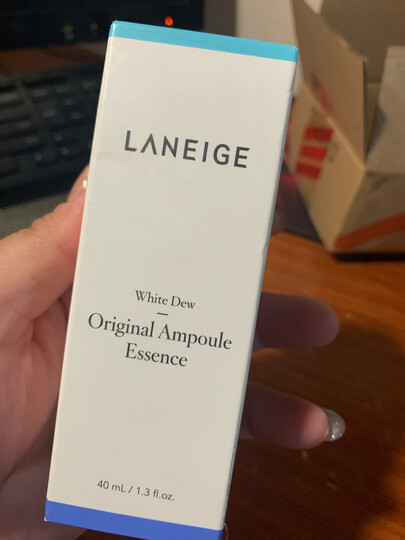 LANEIGE
White Dew
Original Ampoule
Essence
40 mL / 1.3 fl.oz.